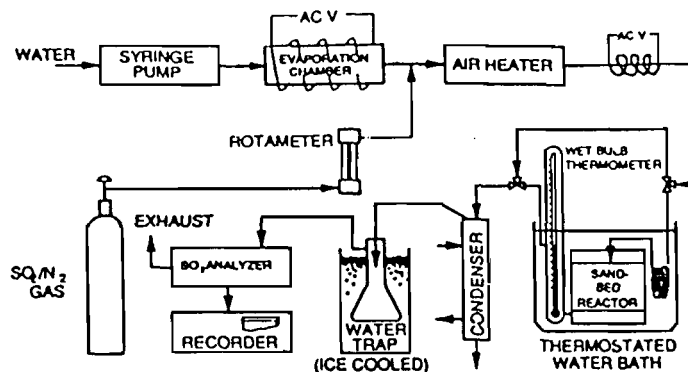 AC V
WATER
SYRINGE
PUMP
EVAPORATION
CHAMBER
AIR HEATER
AC V
ROTAMETER
WET BULB
THERMOMETER
EXHAUST
SO2/N2
GAS
SO2 ANALYZER
RECORDER
WATER
TRAP
(ICE COOLED)
CONDENSER
SAND-
BED
REACTOR
THERMOSTATED
WATER BATH